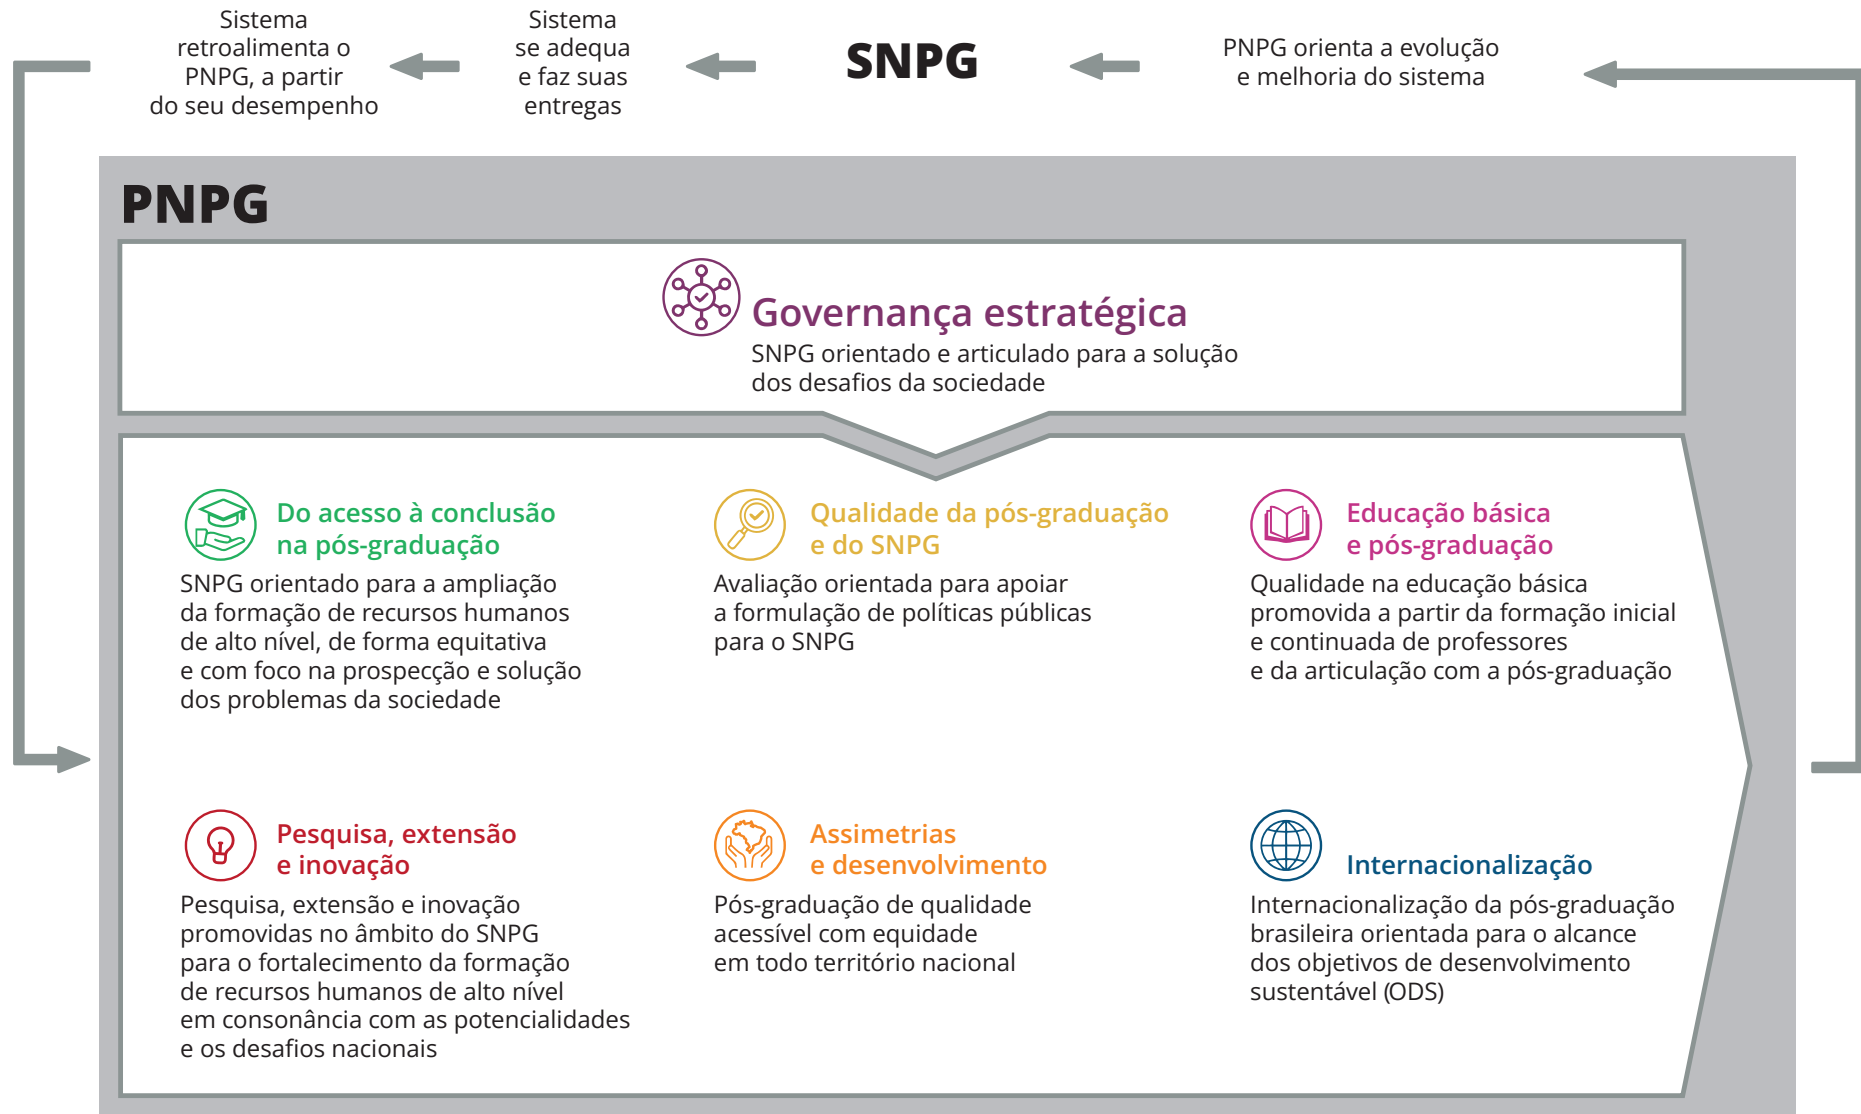 Sistema
retroalimenta o
PNPG, a partir
do seu desempenho
Sistema
se adequa
e faz suas
entregas
SNPG
PNPG orienta a evolução
e melhoria do sistema
PNPG
Governança estratégica
SNPG orientado e articulado para a solução
dos desafios da sociedade
Do acesso à conclusão
na pós-graduação
SNPG orientado para a ampliação
da formação de recursos humanos
de alto nível, de forma equitativa
e com foco na prospecção e solução
dos problemas da sociedade
Qualidade da pós-graduação
e do SNPG
Avaliação orientada para apoiar
a formulação de políticas públicas
para o SNPG
Educação básica
e pós-graduação
Qualidade na educação básica
promovida a partir da formação inicial
e continuada de professores
e da articulação com a pós-graduação
Pesquisa, extensão
e inovação
Pesquisa, extensão e inovação
promovidas no âmbito do SNPG
para o fortalecimento da formação
de recursos humanos de alto nível
em consonância com as potencialidades
e os desafios nacionais
Assimetrias
e desenvolvimento
Pós-graduação de qualidade
acessível com equidade
em todo território nacional
Internacionalização
Internacionalização da pós-graduação
brasileira orientada para o alcance
dos objetivos de desenvolvimento
sustentável (ODS)